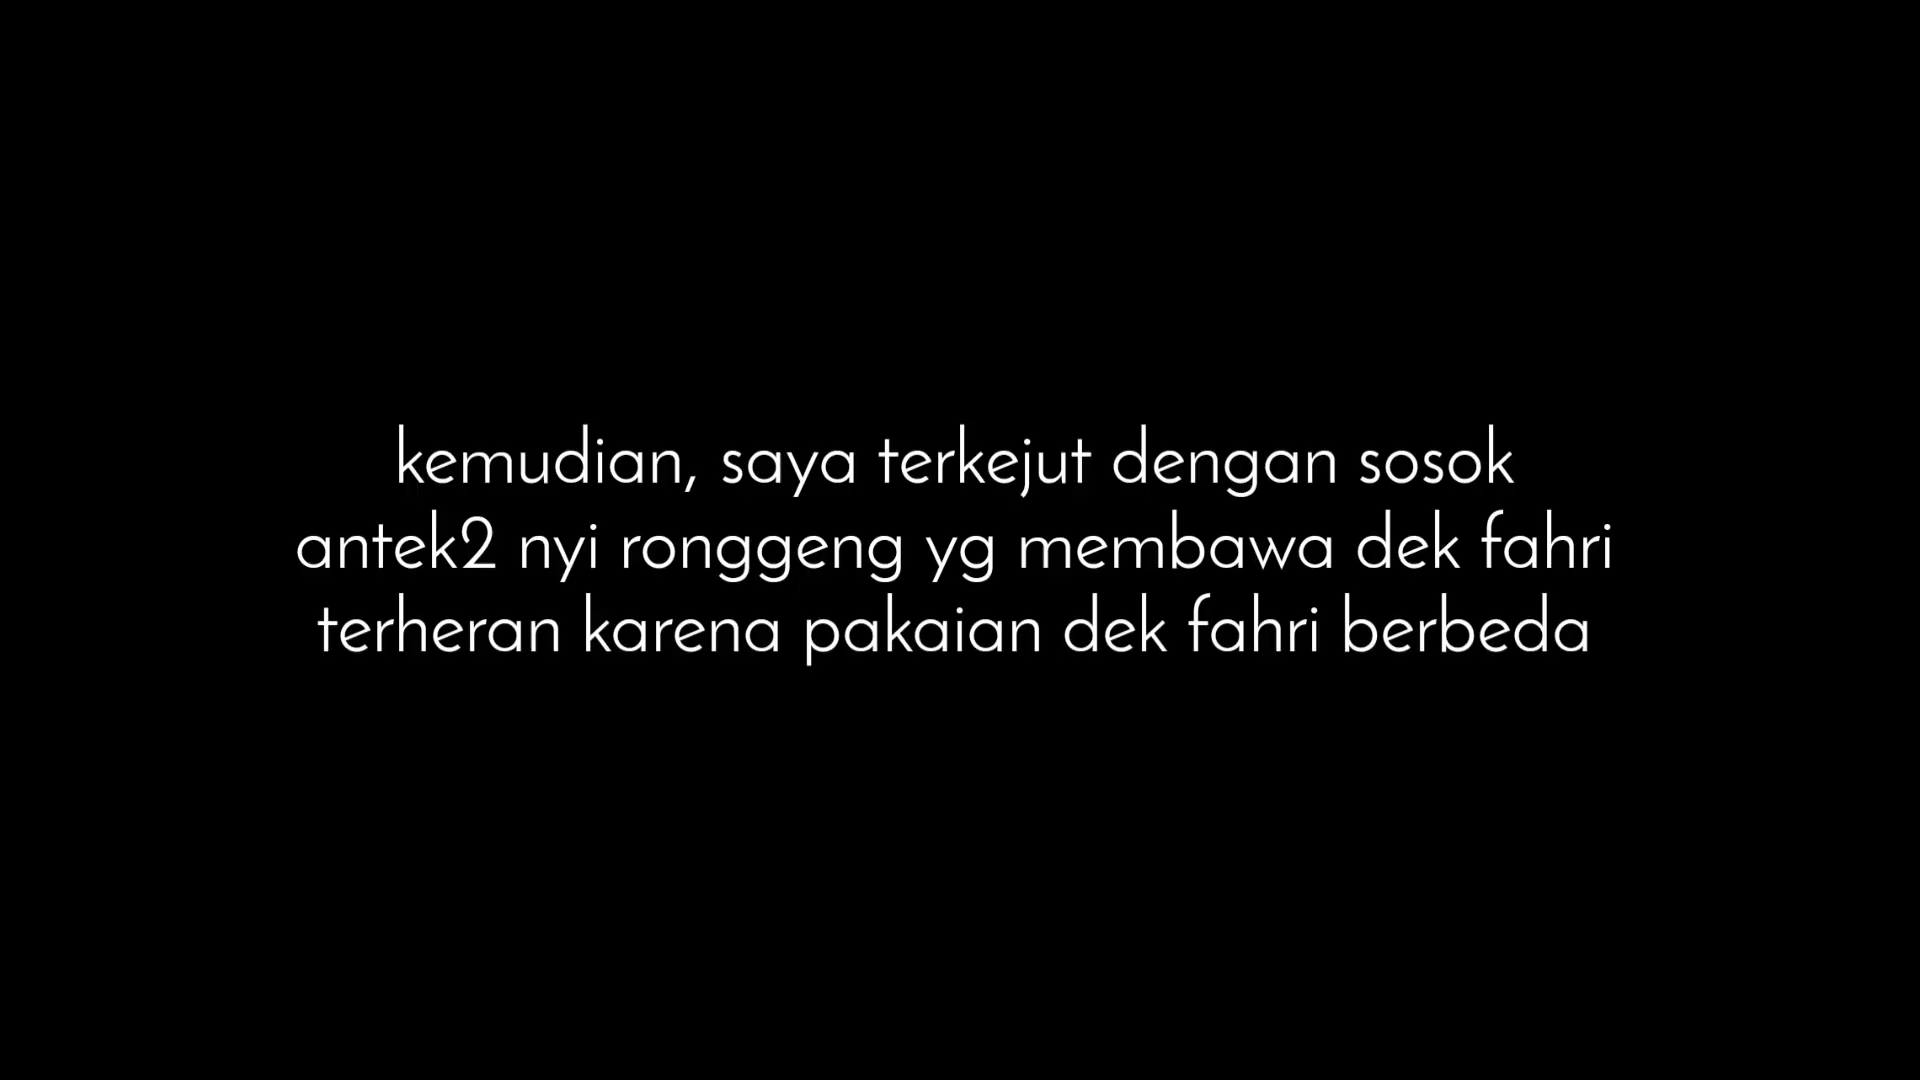 kemudian, saya terkejut dengan sosok
antek2 nyi ronggeng yg membawa dek fahri
terheran karena pakaian dek fahri berbeda